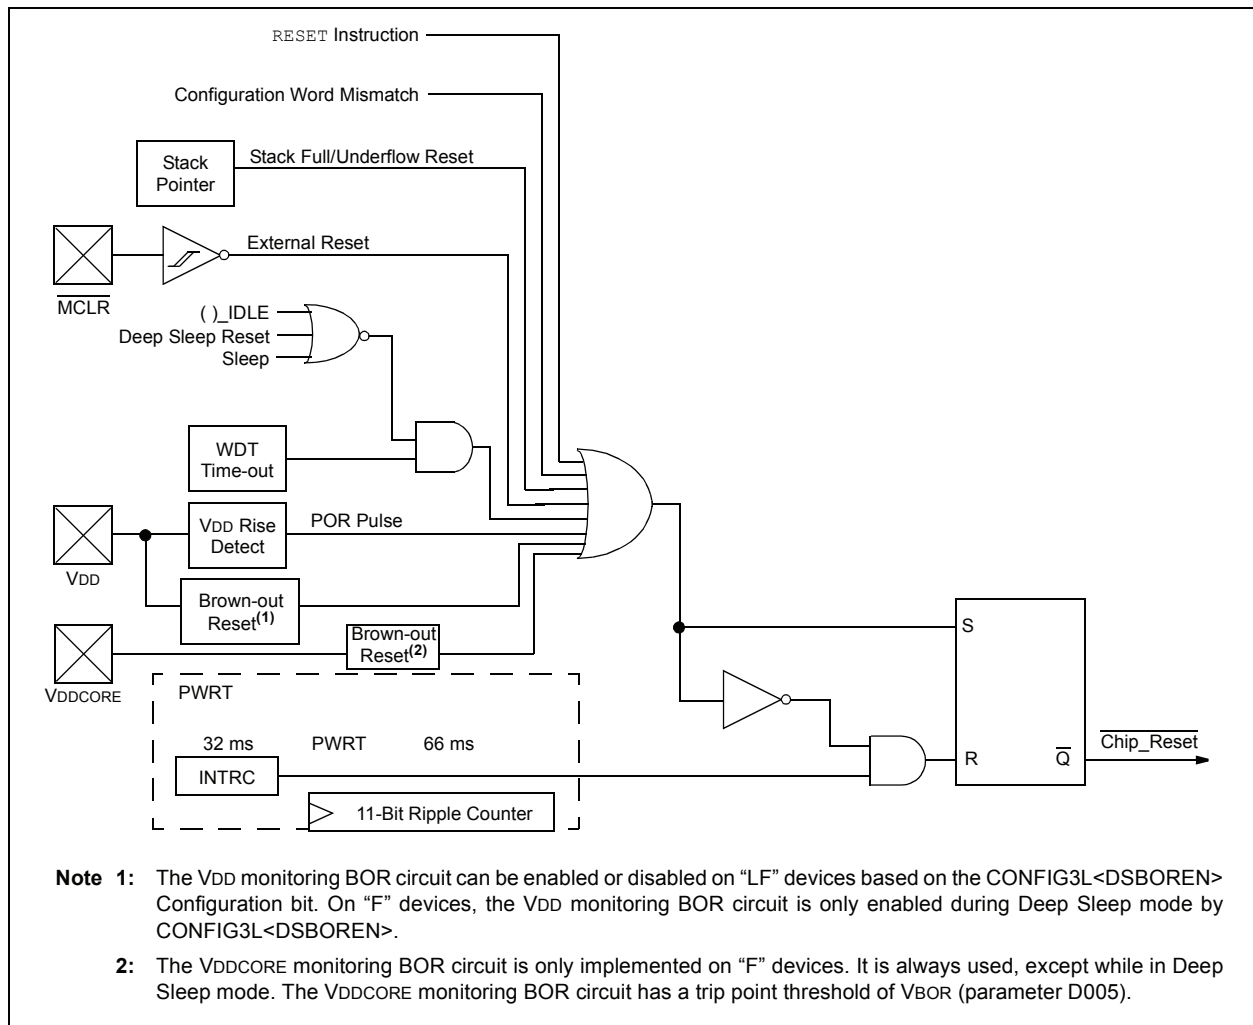 RESET Instruction
Configuration Word Mismatch
Stack
Pointer
Stack Full/Underflow Reset
External Reset
MCLR
( )_IDLE
Deep Sleep Reset
Sleep
WDT
Time-out
VDD Rise
Detect
POR Pulse
VDD
Brown-out
Reset(1)
Brown-out
Reset(2)
VDDCORE
PWRT
32 ms PWRT 66 ms
INTRC
11-Bit Ripple Counter
S
R
Q
Chip_Reset
Note 1: The VDD monitoring BOR circuit can be enabled or disabled on “LF” devices based on the CONFIG3L<DSBOREN>
Configuration bit. On “F” devices, the VDD monitoring BOR circuit is only enabled during Deep Sleep mode by
CONFIG3L<DSBOREN>.
2: The VDDCORE monitoring BOR circuit is only implemented on “F” devices. It is always used, except while in Deep
Sleep mode. The VDDCORE monitoring BOR circuit has a trip point threshold of VBOR (parameter D005).